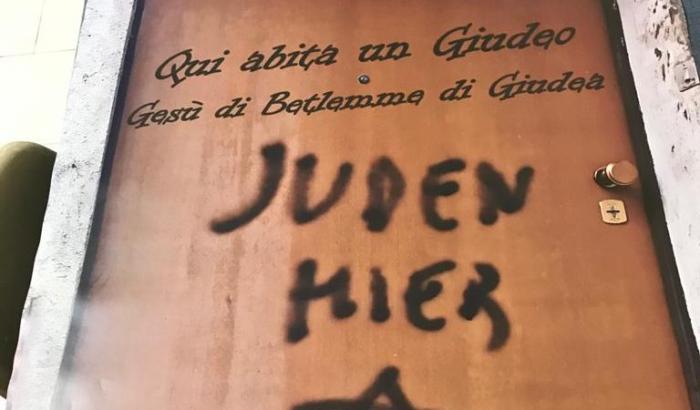 Qui abita un Giudeo
Gesù di Betlemme di Giudea
JUDEN
HIER